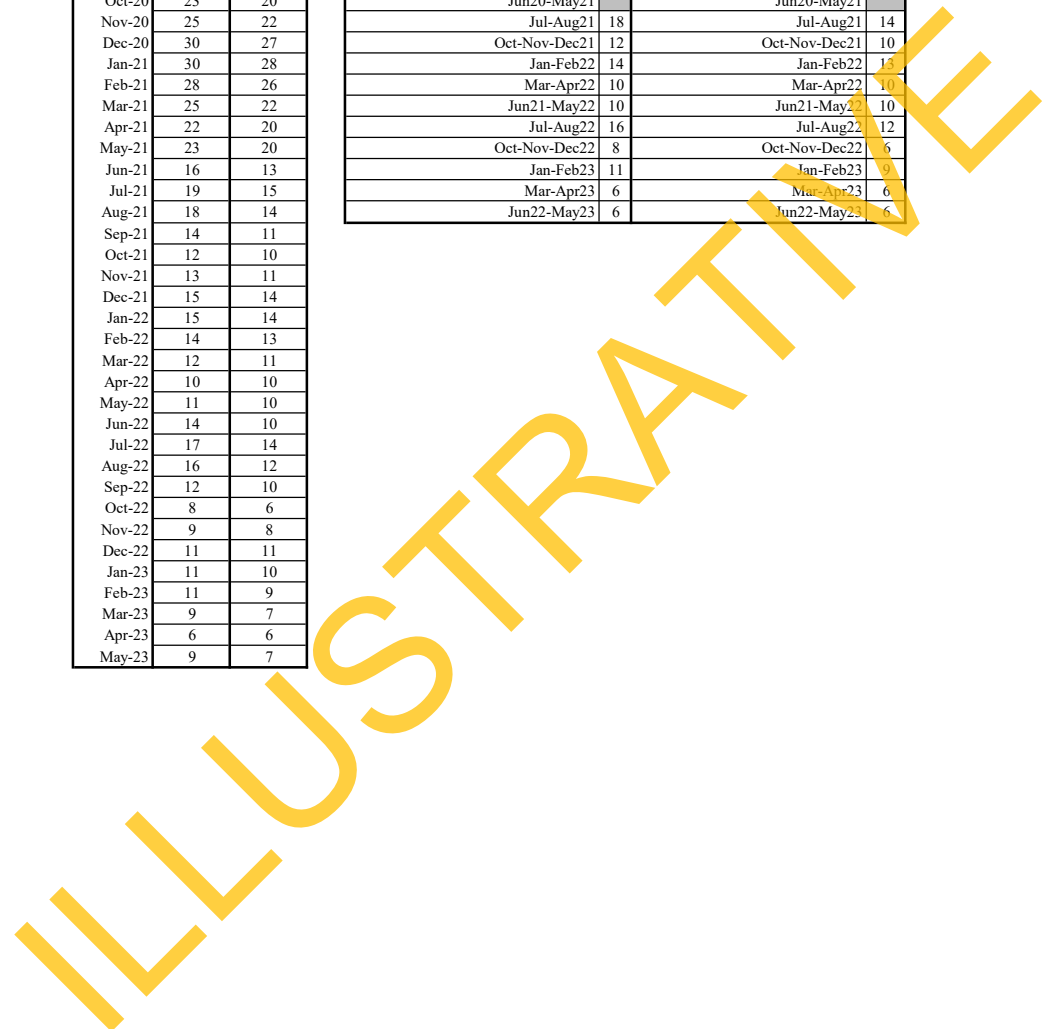 Oct-20 23 20 Jun20-May21 Jun20-May21
Nov-20 25 22 Jul-Aug21 18 Jul-Aug21 14
Dec-20 30 27 Oct-Nov-Dec21 12 Oct-Nov-Dec21 10
Jan-21 30 28 Jan-Feb22 14 Jan-Feb22 13
Feb-21 28 26 Mar-Apr22 10 Mar-Apr22 10
Mar-21 25 22 Jun21-May22 10 Jun21-May22 10
Apr-21 22 20 Jul-Aug22 16 Jul-Aug22 12
May-21 23 20 Oct-Nov-Dec22 8 Oct-Nov-Dec22 6
Jun-21 16 13 Jan-Feb23 11 Jan-Feb23 9
Jul-21 19 15 Mar-Apr23 6 Mar-Apr23 6
Aug-21 18 14 Jun22-May23 6 Jun22-May23 6
Sep-21 14 11
Oct-21 12 10
Nov-21 13 11
Dec-21 15 14
Jan-22 15 14
Feb-22 14 13
Mar-22 12 11
Apr-22 10 10
May-22 11 10
Jun-22 14 10
Jul-22 17 14
Aug-22 16 12
Sep-22 12 10
Oct-22 8 6
Nov-22 9 8
Dec-22 11 11
Jan-23 11 10
Feb-23 11 9
Mar-23 9 7
Apr-23 6 6
May-23 9 7
ILLUSTRATIVE